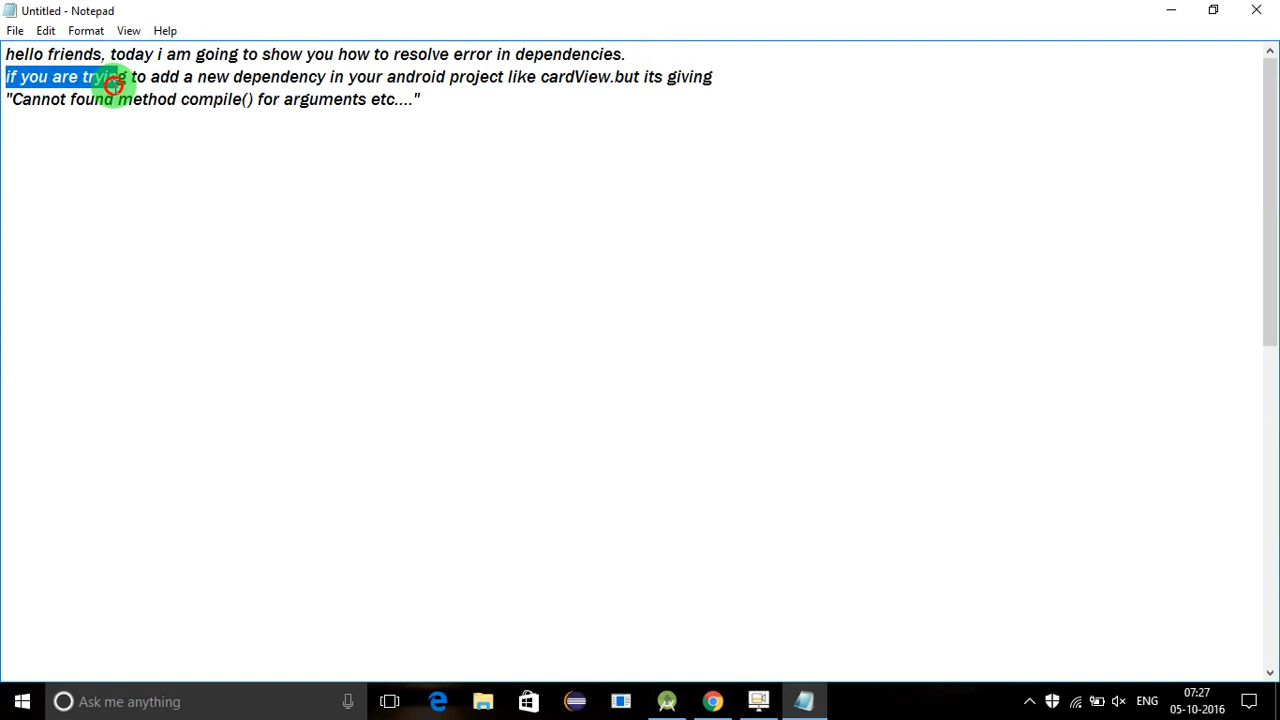 Untitled - Notepad
File Edit Format View Help
hello friends, today i am going to show you how to resolve error in dependencies.
if you are trying to add a new dependency in your android project like cardView.but its giving
"Cannot found method compile() for arguments etc...."
Ask me anything
ENG
07:27
05-10-2016